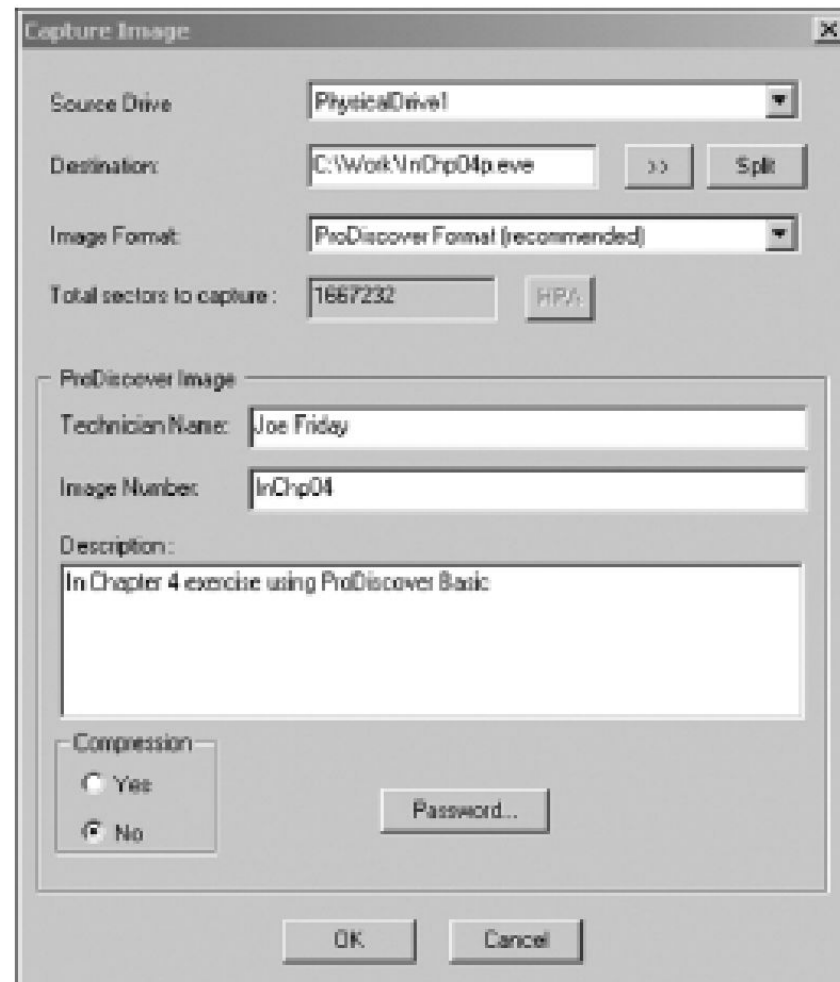 Capture Image
Source Drive PhysicalDrive1
Destination: C:\Work\InChp04p.eve >> Split
Image Format: ProDiscover Format (recommended)
Total sectors to capture : 1667232 HPA
ProDiscover Image
Technician Name: Joe Friday
Image Number: InChp04
Description :
In Chapter 4 exercise using ProDiscover Basic
Compression
Yes
No
Password...
OK Cancel